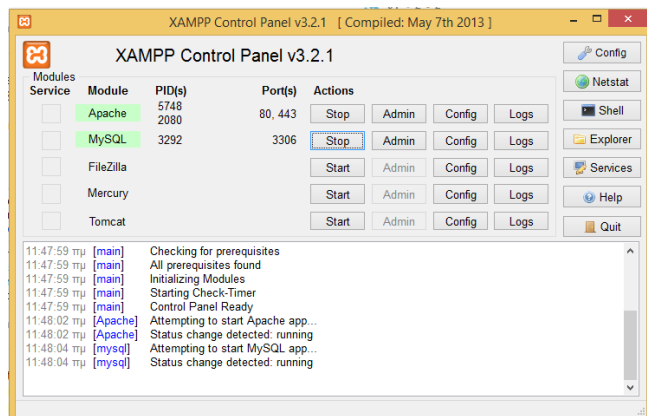 XAMPP Control Panel v3.2.1 [ Compiled: May 7th 2013 ]
XAMPP Control Panel v3.2.1
Config
Modules
Service Module PID(s) Port(s) Actions
Netstat
Apache 5748 2080 80, 443 Stop Admin Config Logs
Shell
MySQL 3292 3306 Stop Admin Config Logs
Explorer
FileZilla Start Admin Config Logs
Services
Mercury Start Admin Config Logs
Help
Tomcat Start Admin Config Logs
Quit
11:47:59 πμ [main] Checking for prerequisites
11:47:59 πμ [main] All prerequisites found
11:47:59 πμ [main] Initializing Modules
11:47:59 πμ [main] Starting Check-Timer
11:47:59 πμ [main] Control Panel Ready
11:48:02 πμ [Apache] Attempting to start Apache app...
11:48:02 πμ [Apache] Status change detected: running
11:48:04 πμ [mysql] Attempting to start MySQL app...
11:48:04 πμ [mysql] Status change detected: running